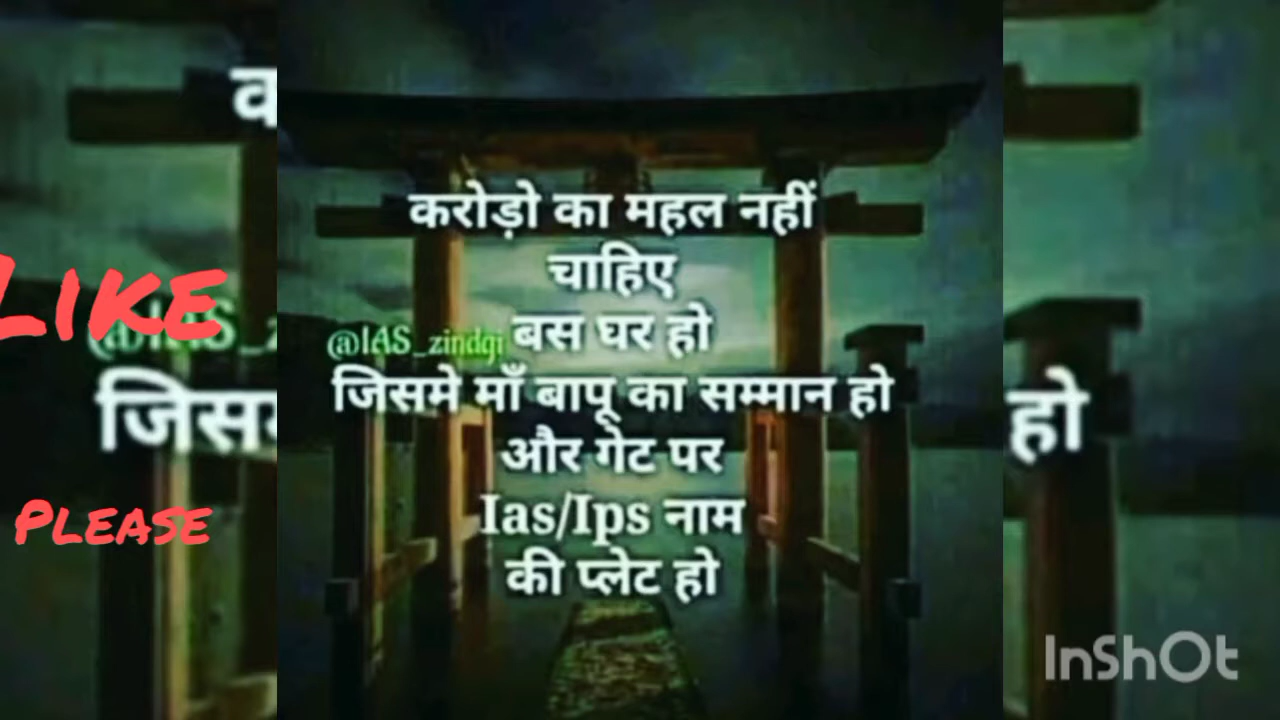 करोड़ो का महल नहीं
चाहिए
@IAS_zindgi बस घर हो
जिसमे माँ बापू का सम्मान हो
और गेट पर
Ias/Ips नाम
की प्लेट हो
LIKE
PLEASE
InShOt